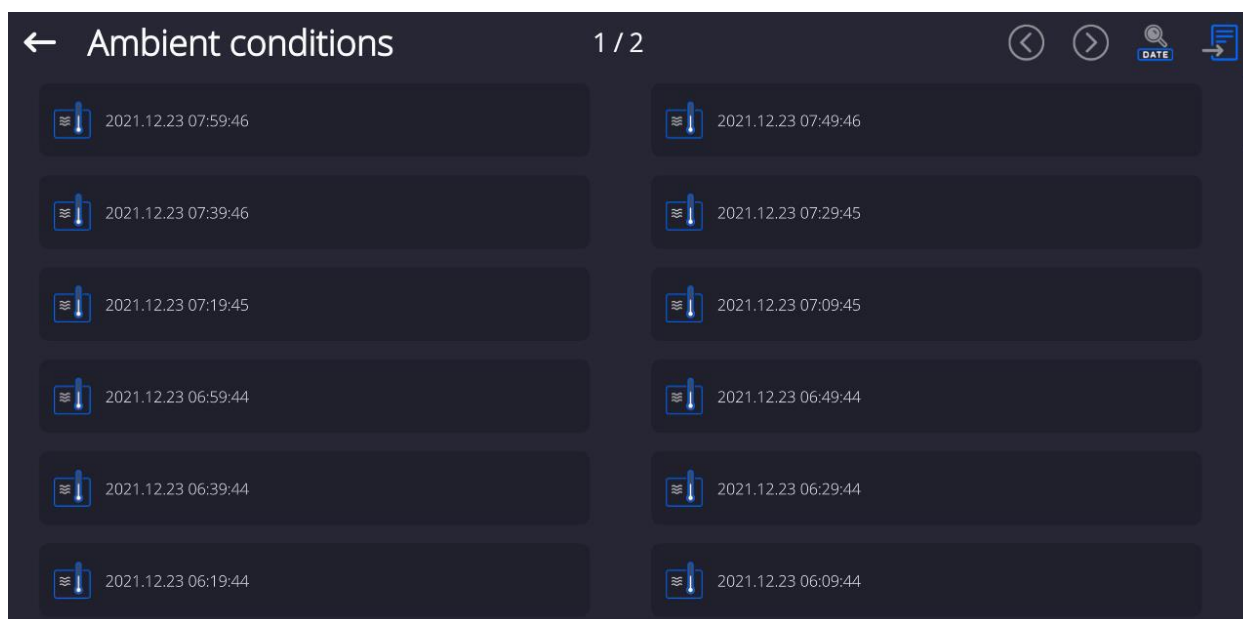 Ambient conditions 1 / 2
DATE
2021.12.23 07:59:46 2021.12.23 07:49:46
2021.12.23 07:39:46 2021.12.23 07:29:45
2021.12.23 07:19:45 2021.12.23 07:09:45
2021.12.23 06:59:44 2021.12.23 06:49:44
2021.12.23 06:39:44 2021.12.23 06:29:44
2021.12.23 06:19:44 2021.12.23 06:09:44